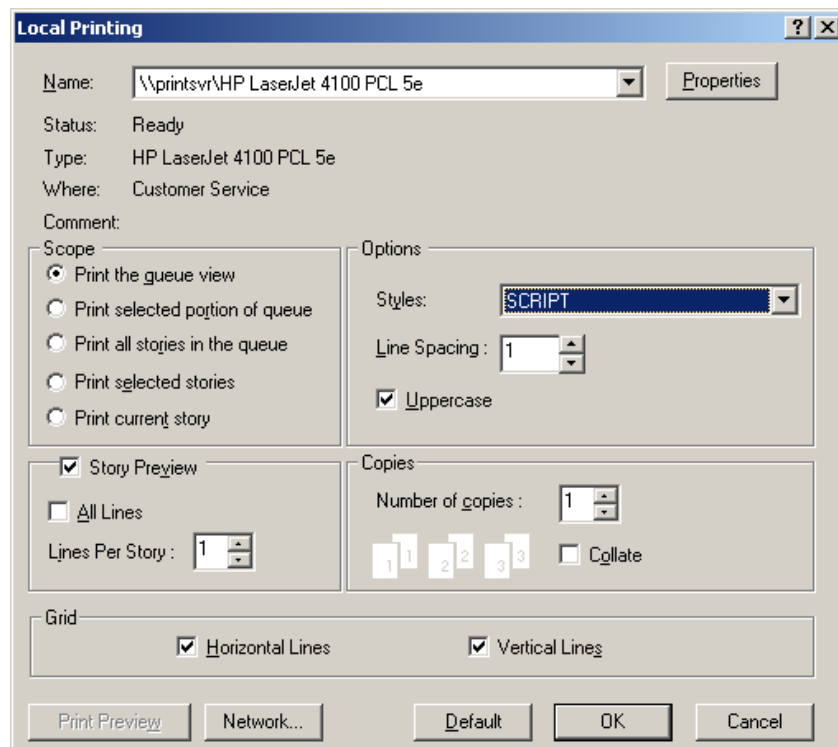 Local Printing
Name: \\printsvr\HP LaserJet 4100 PCL 5e Properties
Status: Ready
Type: HP LaserJet 4100 PCL 5e
Where: Customer Service
Comment:
Scope
Print the queue view
Print selected portion of queue
Print all stories in the queue
Print selected stories
Print current story
Options
Styles: SCRIPT
Line Spacing : 1
Uppercase
Story Preview
All Lines
Lines Per Story : 1
Copies
Number of copies : 1
1 1 2 2 3 3 Collate
Grid
Horizontal Lines Vertical Lines
Print Preview Network... Default OK Cancel